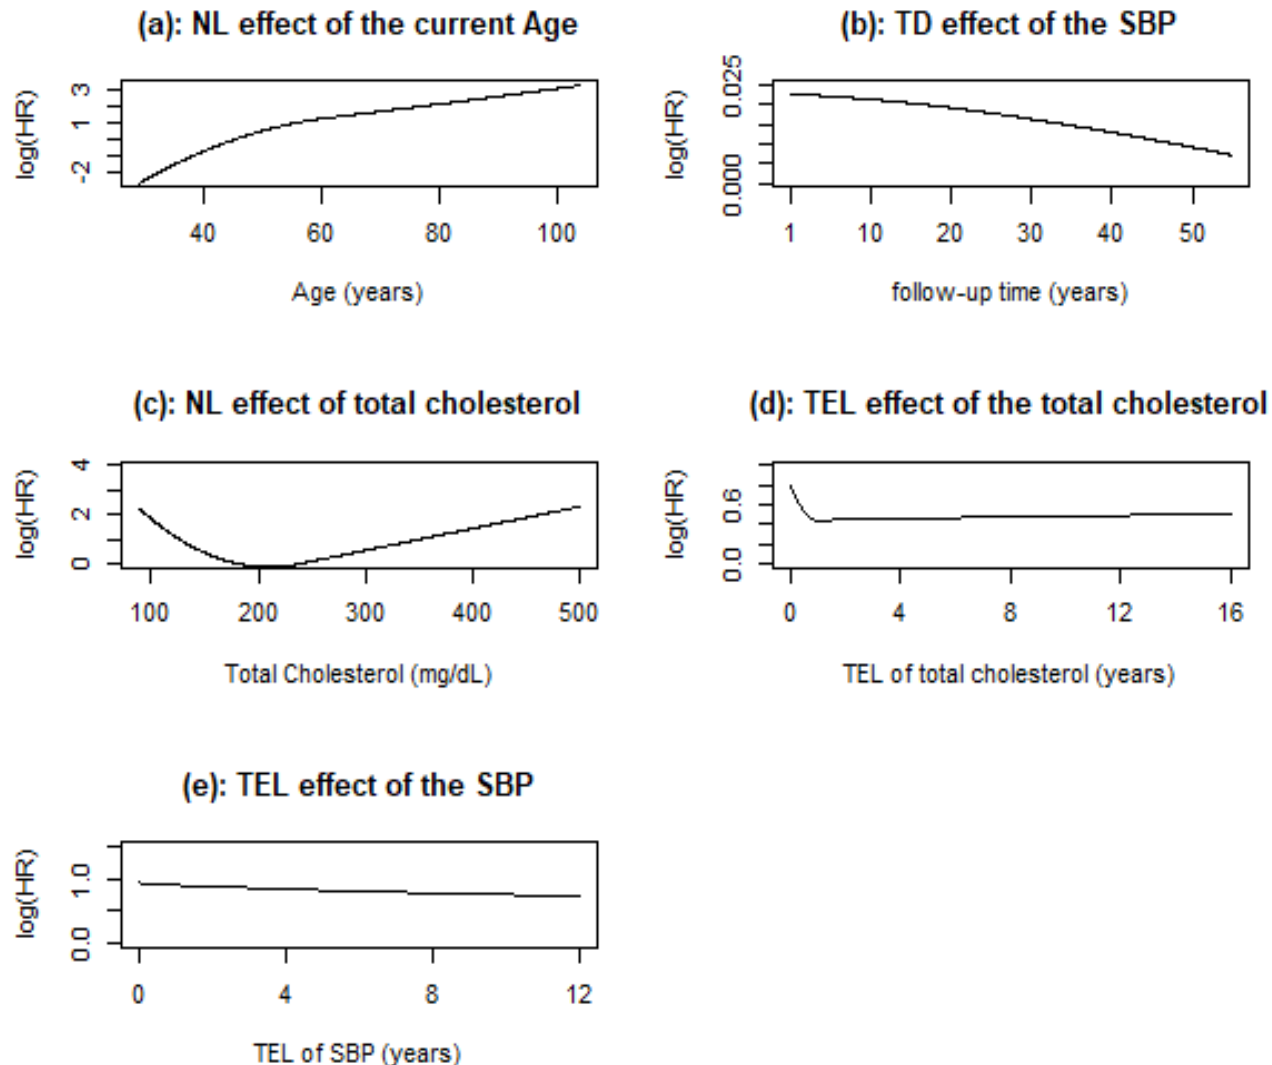 (a): NL effect of the current Age
log(HR)
3
1
-2
40 60 80 100
Age (years)
(b): TD effect of the SBP
log(HR)
0.025
0.000
1 10 20 30 40 50
follow-up time (years)
(c): NL effect of total cholesterol
log(HR)
4
2
0
100 200 300 400 500
Total Cholesterol (mg/dL)
(d): TEL effect of the total cholesterol
log(HR)
0.6
0.0
0 4 8 12 16
TEL of total cholesterol (years)
(e): TEL effect of the SBP
log(HR)
1.0
0.0
0 4 8 12
TEL of SBP (years)